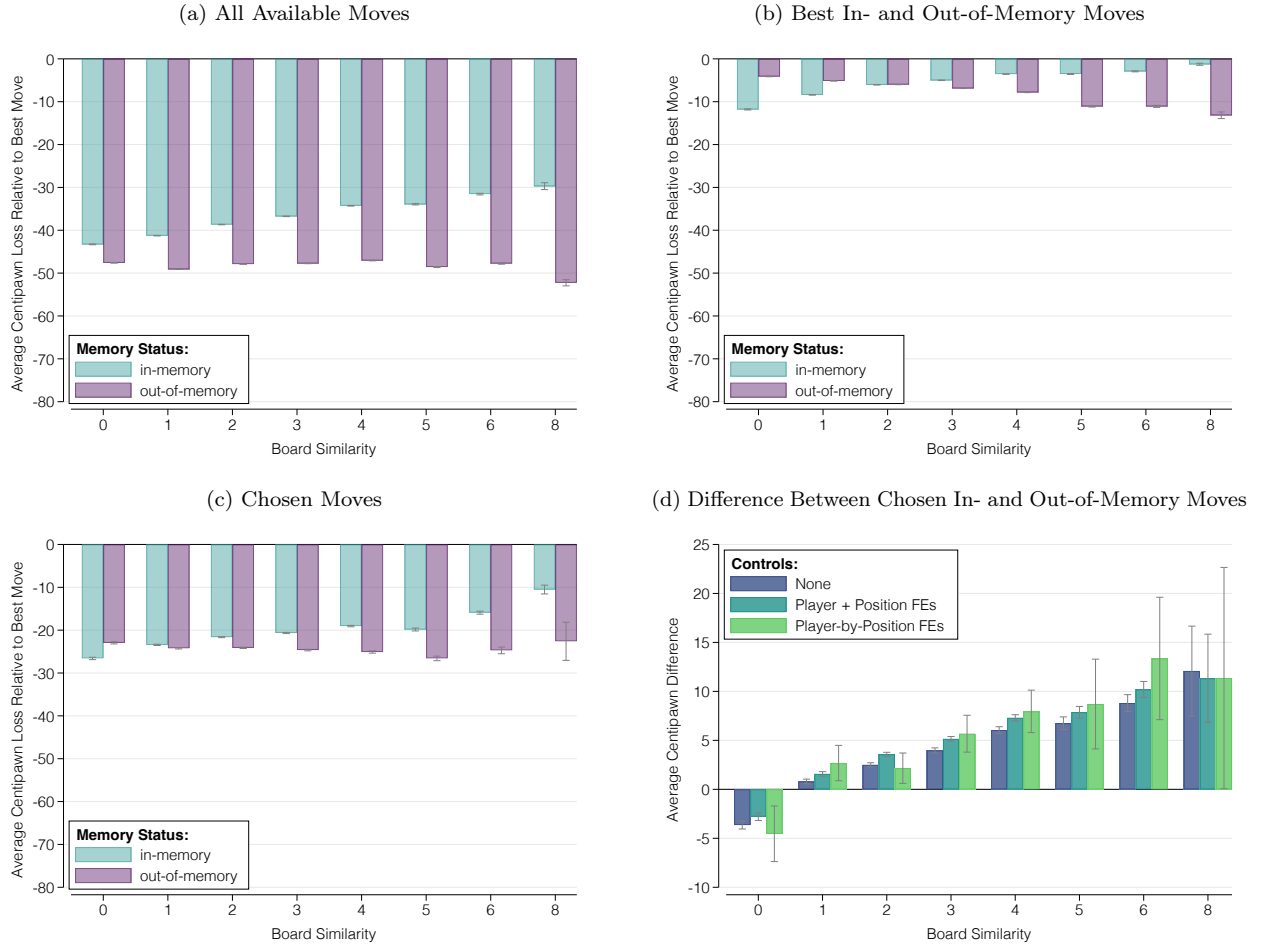 (a) All Available Moves
Average Centipawn Loss Relative to Best Move
0
-10
-20
-30
-40
-50
-60
-70
-80
Memory Status:
in-memory
out-of-memory
0 1 2 3 4 5 6 8
Board Similarity
(b) Best In- and Out-of-Memory Moves
Average Centipawn Loss Relative to Best Move
0
-10
-20
-30
-40
-50
-60
-70
-80
Memory Status:
in-memory
out-of-memory
0 1 2 3 4 5 6 8
Board Similarity
(c) Chosen Moves
Average Centipawn Loss Relative to Best Move
0
-10
-20
-30
-40
-50
-60
-70
-80
Memory Status:
in-memory
out-of-memory
0 1 2 3 4 5 6 8
Board Similarity
(d) Difference Between Chosen In- and Out-of-Memory Moves
Average Centipawn Difference
25
20
15
10
5
0
-5
-10
Controls:
None
Player + Position FEs
Player-by-Position FEs
0 1 2 3 4 5 6 8
Board Similarity